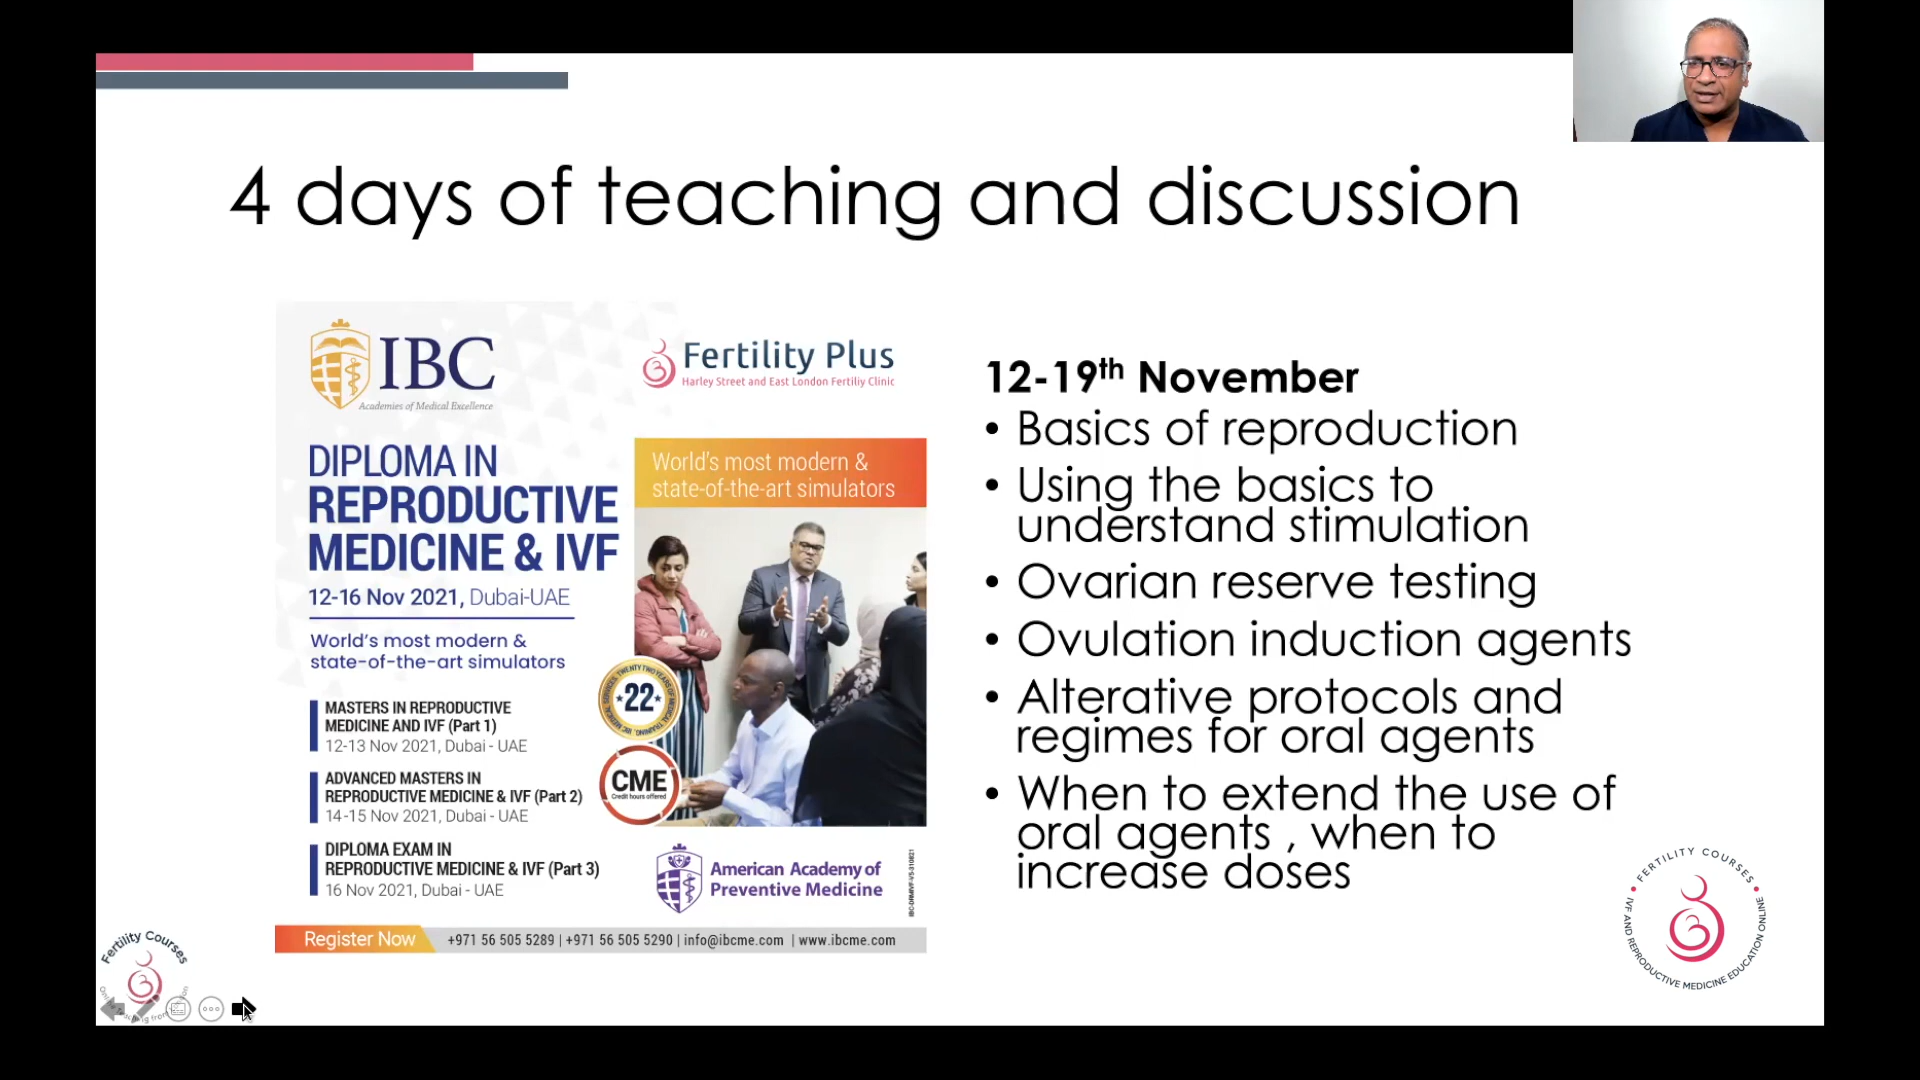 4 days of teaching and discussion
IBC
Academies of Medical Excellence
Fertility Plus
Harley Street and East London Fertiliy Clinic
DIPLOMA IN
REPRODUCTIVE
MEDICINE & IVF
12-16 Nov 2021, Dubai-UAE
World's most modern &
state-of-the-art simulators
MASTERS IN REPRODUCTIVE
MEDICINE AND IVF (Part 1)
12-13 Nov 2021, Dubai - UAE
ADVANCED MASTERS IN
REPRODUCTIVE MEDICINE & IVF (Part 2)
14-15 Nov 2021, Dubai - UAE
DIPLOMA EXAM IN
REPRODUCTIVE MEDICINE & IVF (Part 3)
16 Nov 2021, Dubai - UAE
World's most modern &
state-of-the-art simulators
22
CME
Credit hours offered
American Academy of
Preventive Medicine
Register Now
+971 56 505 5289 | +971 56 505 5290 | info@ibcme.com | www.ibcme.com
12-19th November
• Basics of reproduction
• Using the basics to
understand stimulation
• Ovarian reserve testing
• Ovulation induction agents
• Alterative protocols and
regimes for oral agents
• When to extend the use of
oral agents , when to
increase doses
Fertility Courses
FERTILITY COURSES
IVF AND REPRODUCTIVE MEDICINE EDUCATION ONLINE